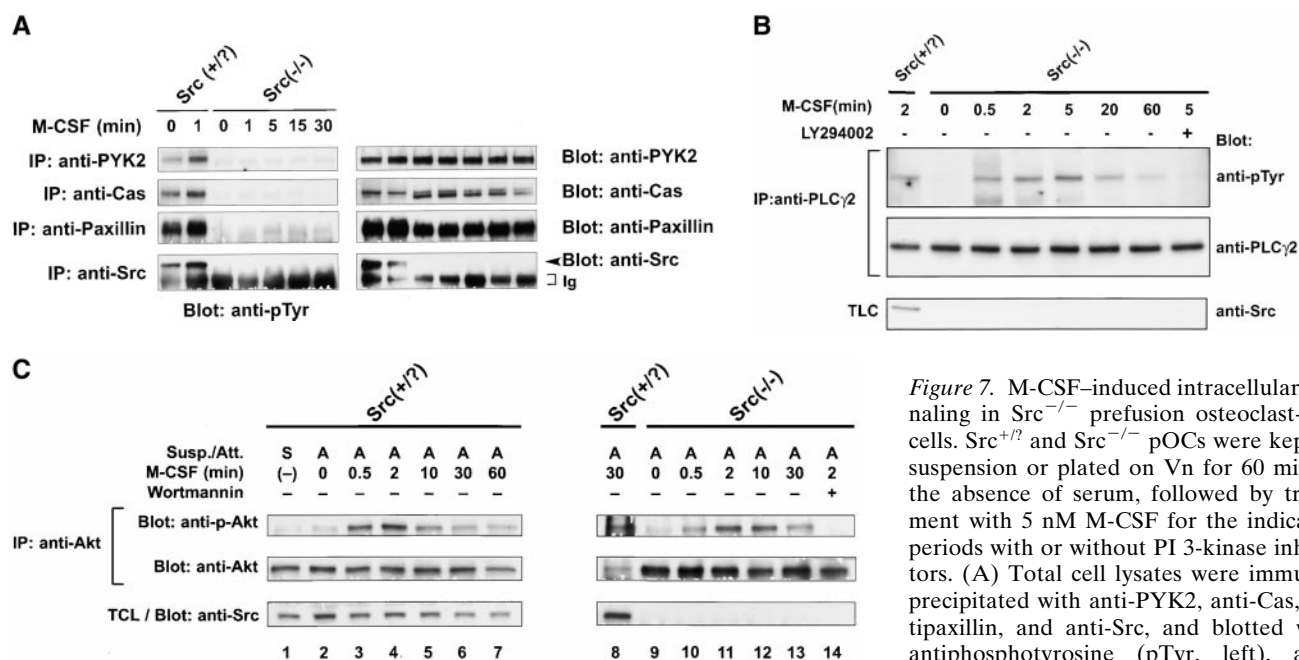 A
Src (+/?)
Src(-/-)
M-CSF (min) 0 1 0 1 5 15 30
IP: anti-PYK2
Blot: anti-PYK2
IP: anti-Cas
Blot: anti-Cas
IP: anti-Paxillin
Blot: anti-Paxillin
IP: anti-Src
Blot: anti-Src
Ig
Blot: anti-pTyr
B
Src(+/?)
Src(-/-)
M-CSF(min) 2 0 0.5 2 5 20 60 5
LY294002 - - - - - - - +
Blot:
IP:anti-PLCγ2
anti-pTyr
anti-PLCγ2
TLC
anti-Src
C
Src(+/?)
Src(+/?)
Src(-/-)
Susp./Att. S A A A A A A A A A A A A A
M-CSF (min) (–) 0 0.5 2 10 30 60 30 0 0.5 2 10 30 2
Wortmannin – – – – – – – – – – – – – +
IP: anti-Akt
Blot: anti-p-Akt
Blot: anti-Akt
TCL / Blot: anti-Src
1 2 3 4 5 6 7 8 9 10 11 12 13 14
Figure 7. M-CSF–induced intracellular
naling in Src−/− prefusion osteoclast-
cells. Src+/? and Src−/− pOCs were kep
suspension or plated on Vn for 60 mi
the absence of serum, followed by tr
ment with 5 nM M-CSF for the indica
periods with or without PI 3-kinase inh
tors. (A) Total cell lysates were immu
precipitated with anti-PYK2, anti-Cas,
tipaxillin, and anti-Src, and blotted
antiphosphotyrosine (pTyr, left), a